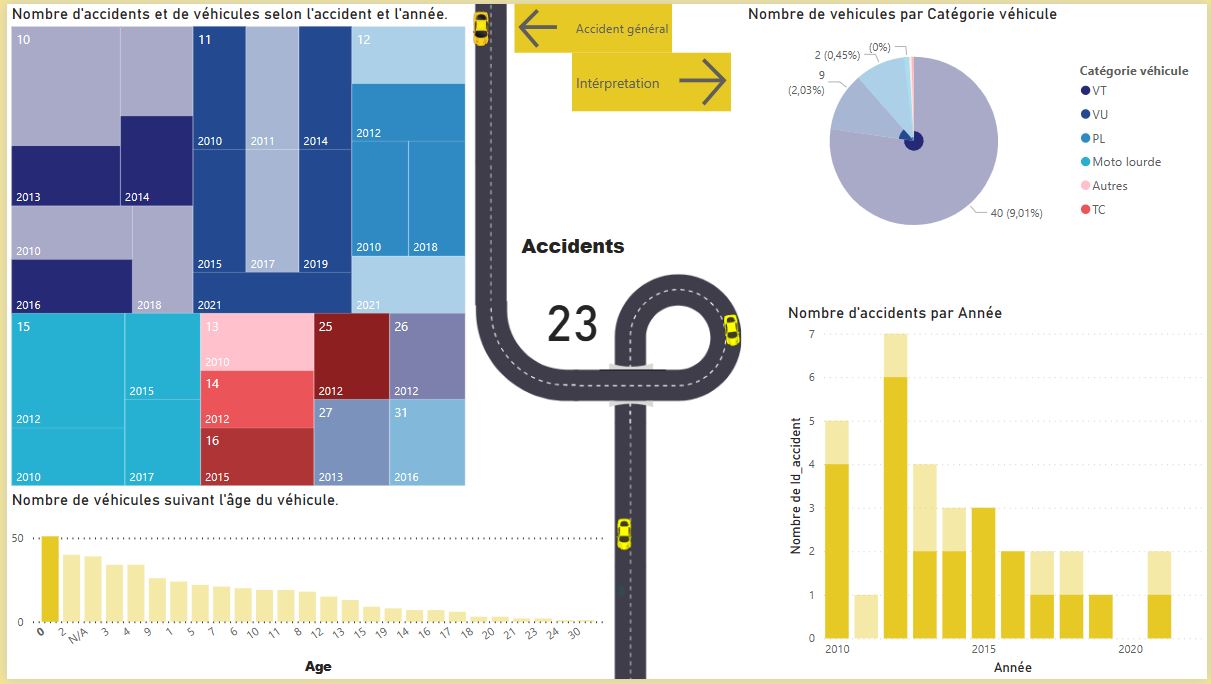 Nombre d'accidents et de véhicules selon l'accident et l'année.
10
2013
2014
2010
2016
2018
11
2010
2011
2014
2015
2017
2019
2021
12
2012
2010
2018
2021
15
2012
2015
2010
2017
13
2010
14
2012
16
2015
25
2012
26
2012
27
2013
31
2016
Accident général
Intérpretation
Accidents
23
Nombre de vehicules par Catégorie véhicule
(0%)
2 (0,45%)
9
(2,03%)
40 (9,01%)
Catégorie véhicule
VT
VU
PL
Moto lourde
Autres
TC
Nombre de véhicules suivant l'âge du véhicule.
50
0
0 2 N/A 3 4 9 1 5 7 6 10 11 8 12 13 15 19 14 16 17 18 20 21 23 24 30
Age
Nombre d'accidents par Année
Nombre de Id_accident
7
6
5
4
3
2
1
0
2010 2015 2020
Année